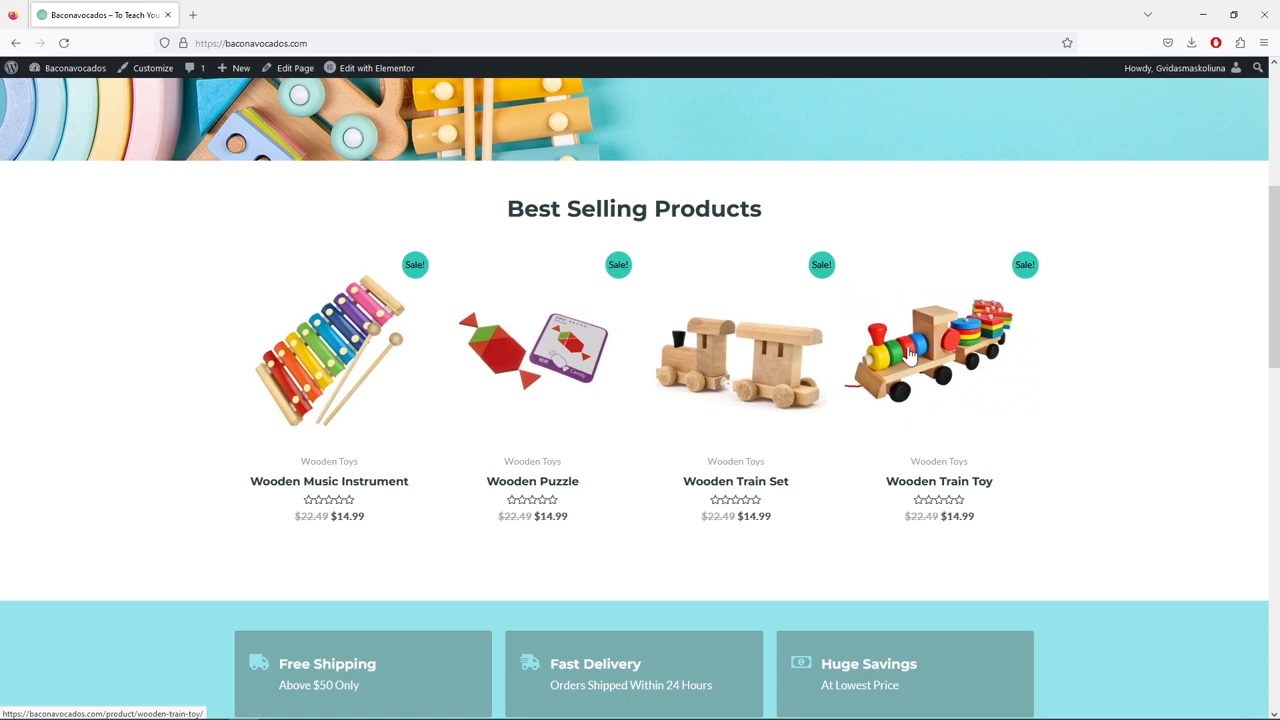 Baconavocados – To Teach You
https://baconavocados.com
Baconavocados Customize 1 New Edit Page Edit with Elementor Howdy, Gvidasmaskoliuna
Best Selling Products
Sale! Sale! Sale! Sale!
Candy
Wooden Toys Wooden Toys Wooden Toys Wooden Toys
Wooden Music Instrument Wooden Puzzle Wooden Train Set Wooden Train Toy
$22.49 $14.99 $22.49 $14.99 $22.49 $14.99 $22.49 $14.99
Free Shipping Fast Delivery Huge Savings
Above $50 Only Orders Shipped Within 24 Hours At Lowest Price
https://baconavocados.com/product/wooden-train-toy/